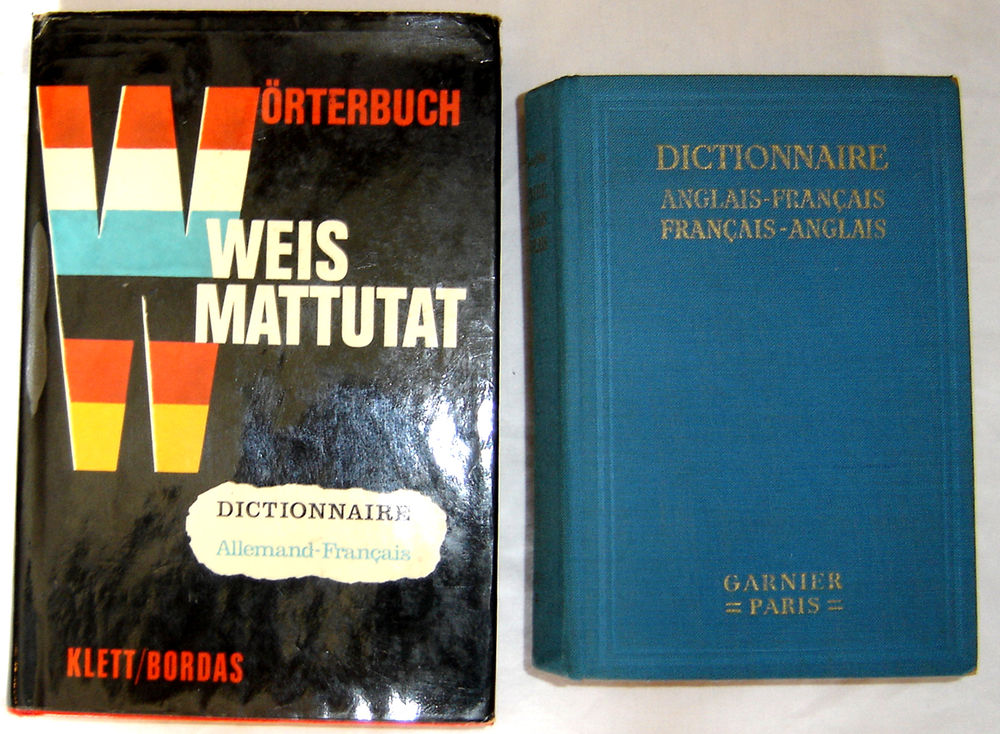 WÖRTERBUCH
WEIS
MATTUTAT
DICTIONNAIRE
Allemand-Français
KLETT/BORDAS
DICTIONNAIRE
ANGLAIS-FRANÇAIS
FRANÇAIS-ANGLAIS
GARNIER
= PARIS =